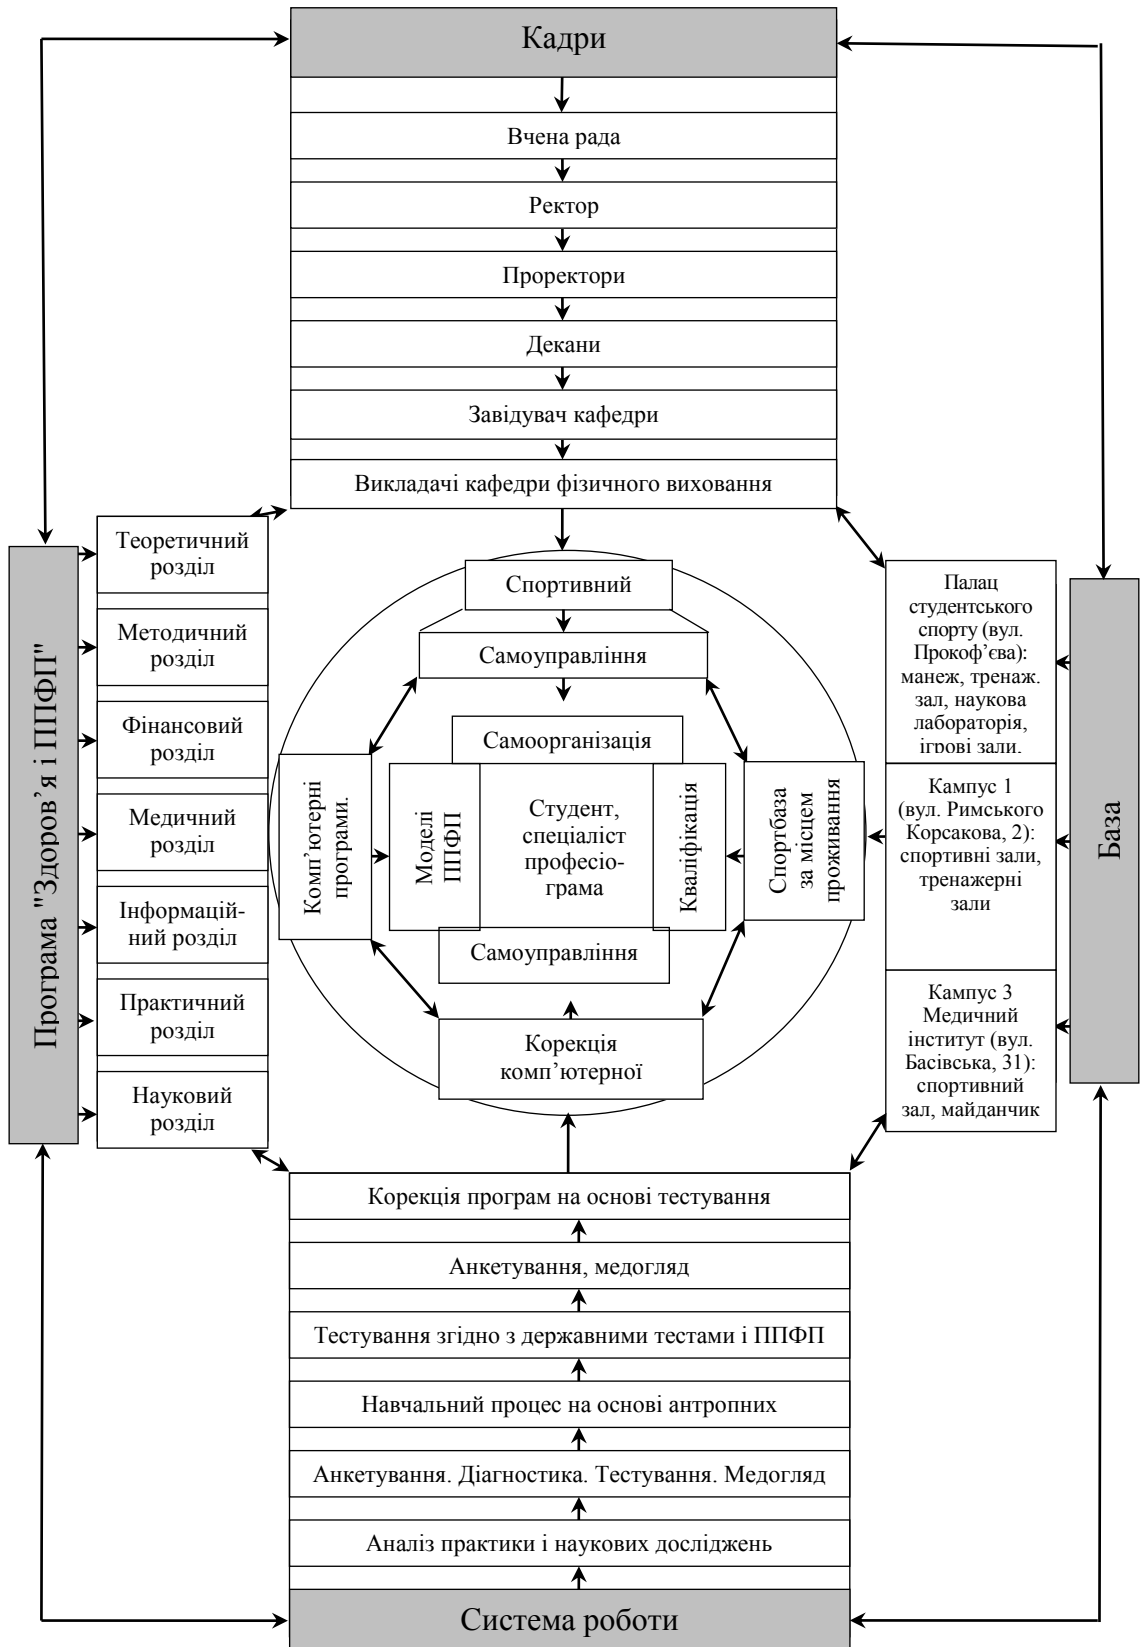 Кадри
Вчена рада
Ректор
Проректори
Декани
Завідувач кафедри
Викладачі кафедри фізичного виховання
Програма "Здоров’я і ППФП"
Теоретичний
розділ
Методичний
розділ
Фінансовий
розділ
Медичний
розділ
Інформацій-
ний розділ
Практичний
розділ
Науковий
розділ
Спортивний
Самоуправління
Самоорганізація
Комп’ютерні
програми.
Моделі
ППФП
Студент,
спеціаліст
професіо-
грама
Кваліфікація
Спортбаза
за місцем
проживання
Самоуправління
Корекція
комп’ютерної
Палац
студентського
спорту (вул.
Прокоф’єва):
манеж, тренаж.
зал, наукова
лабораторія,
ігрові зали.
Кампус 1
(вул. Римського
Корсакова, 2):
спортивні зали,
тренажерні
зали
Кампус 3
Медичний
інститут (вул.
Басівська, 31):
спортивний
зал, майданчик
База
Корекція програм на основі тестування
Анкетування, медогляд
Тестування згідно з державними тестами і ППФП
Навчальний процес на основі антропних
Анкетування. Діагностика. Тестування. Медогляд
Аналіз практики і наукових досліджень
Система роботи